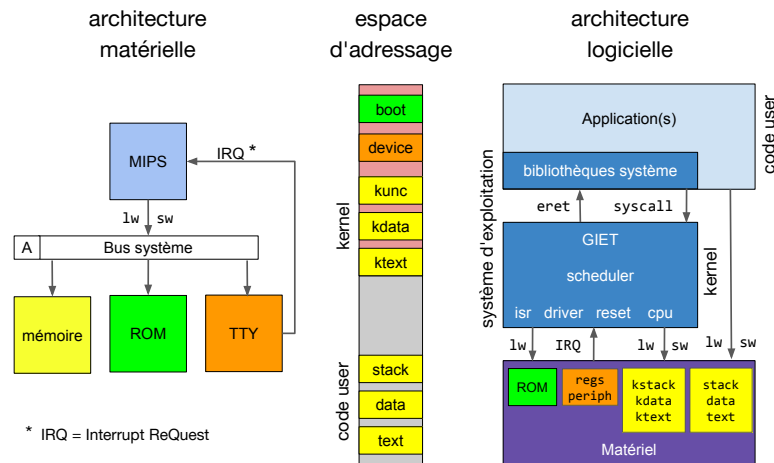 architecture
matérielle
MIPS
IRQ *
lw sw
A Bus système
mémoire
ROM
TTY
* IRQ = Interrupt ReQuest
espace
d'adressage
boot
device
kunc
kdata
ktext
stack
data
text
kernel
code user
architecture
logicielle
Application(s)
bibliothèques système
code user
eret
syscall
système d'exploitation
GIET
scheduler
isr driver reset cpu
kernel
lw
IRQ
lw sw
lw sw
ROM
regs
periph
kstack
kdata
ktext
stack
data
text
Matériel